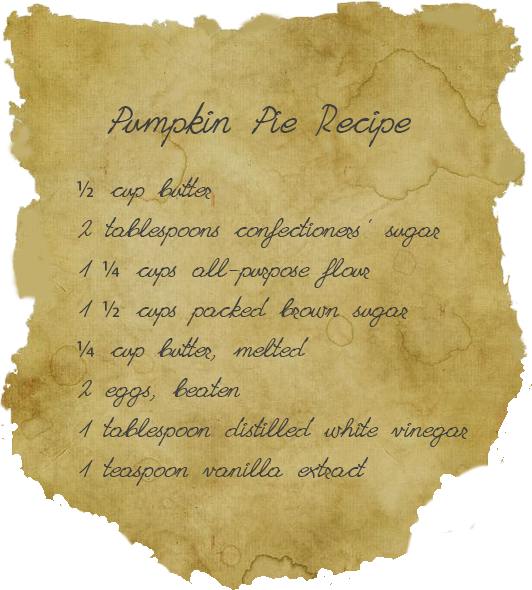 Pumpkin Pie Recipe
½ cup butter
2 tablespoons confectioners' sugar
1 ¼ cups all-purpose flour
1 ½ cups packed brown sugar
¼ cup butter, melted
2 eggs, beaten
1 tablespoon distilled white vinegar
1 teaspoon vanilla extract